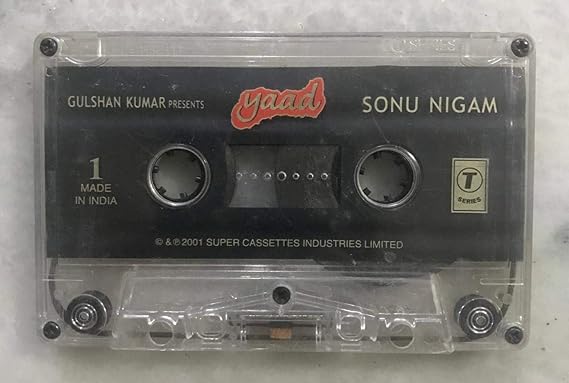 GULSHAN KUMAR PRESENTS
yaad
SONU NIGAM
1
MADE
IN INDIA
T
SERIES
© & ℗ 2001 SUPER CASSETTES INDUSTRIES LIMITED